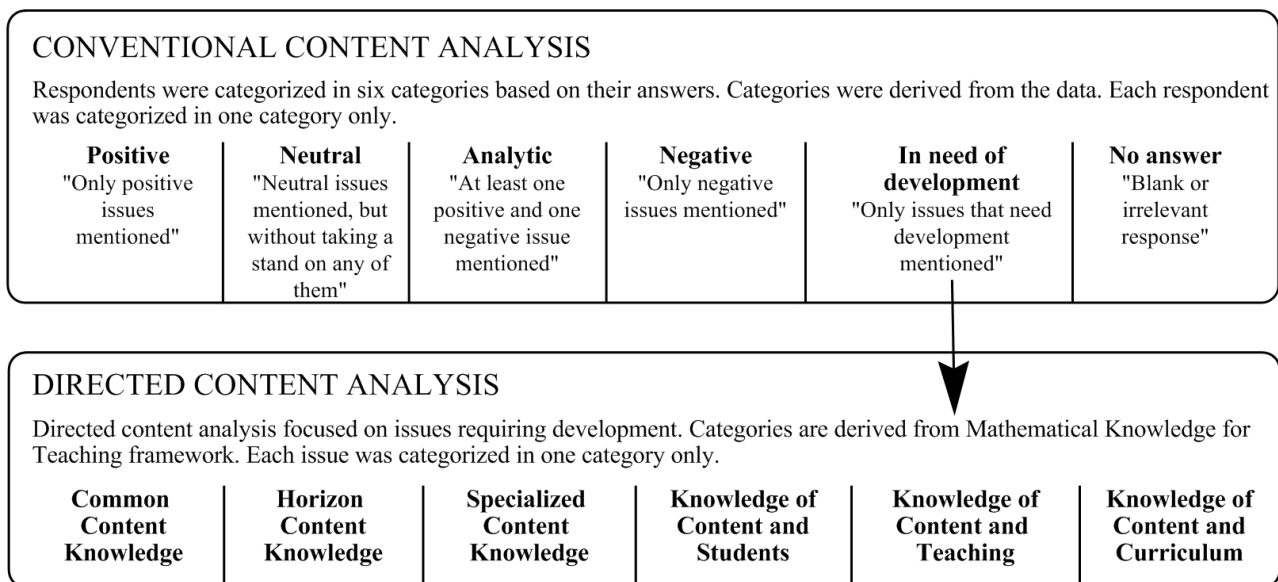 CONVENTIONAL CONTENT ANALYSIS
Respondents were categorized in six categories based on their answers. Categories were derived from the data. Each respondent
was categorized in one category only.
Positive
"Only positive
issues
mentioned"
Neutral
"Neutral issues
mentioned, but
without taking a
stand on any of
them"
Analytic
"At least one
positive and one
negative issue
mentioned"
Negative
"Only negative
issues mentioned"
In need of
development
"Only issues that need
development
mentioned"
No answer
"Blank or
irrelevant
response"
DIRECTED CONTENT ANALYSIS
Directed content analysis focused on issues requiring development. Categories are derived from Mathematical Knowledge for
Teaching framework. Each issue was categorized in one category only.
Common
Content
Knowledge
Horizon
Content
Knowledge
Specialized
Content
Knowledge
Knowledge of
Content and
Students
Knowledge of
Content and
Teaching
Knowledge of
Content and
Curriculum